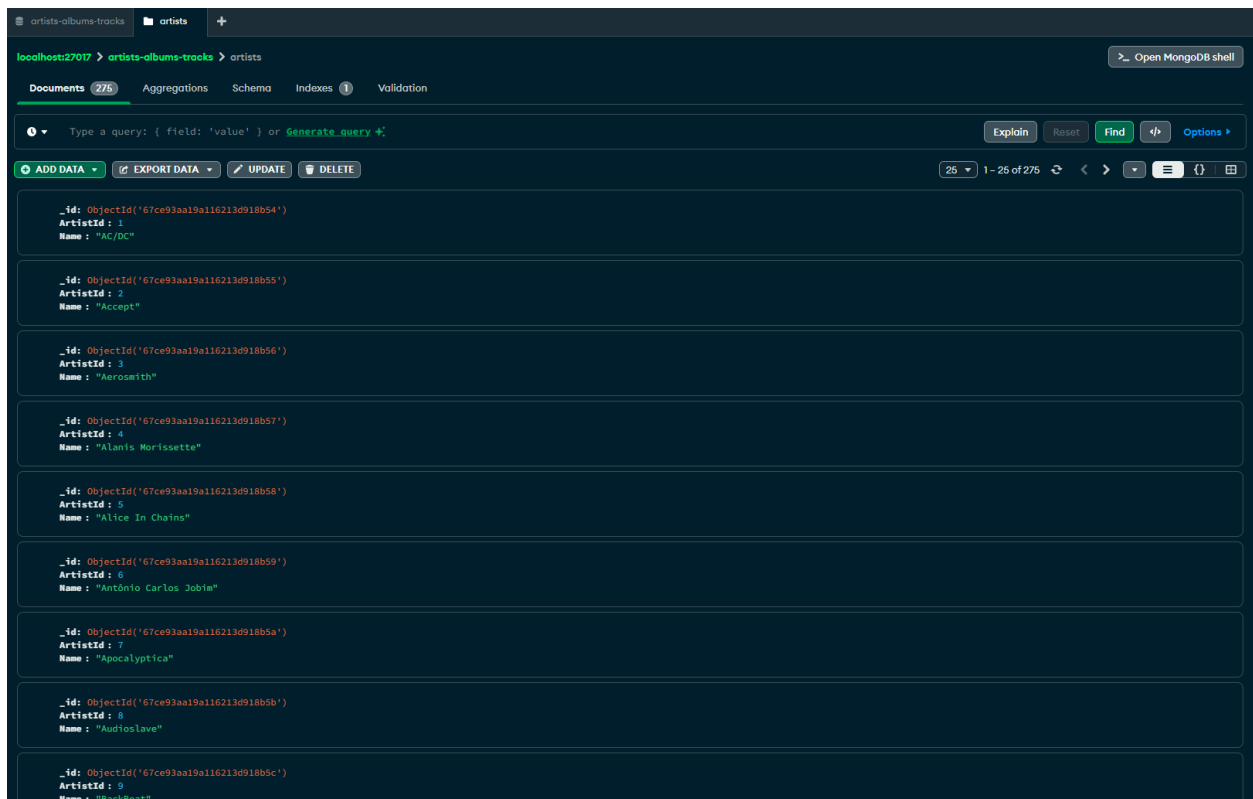 artists-albums-tracks artists +
localhost:27017 > artists-albums-tracks > artists
>_ Open MongoDB shell
Documents 275 Aggregations Schema Indexes 1 Validation
Type a query: { field: 'value' } or Generate query
Explain Reset Find </> Options
ADD DATA EXPORT DATA UPDATE DELETE
25 1 – 25 of 275 {}
_id: ObjectId('67ce93aa19a116213d918b54')
ArtistId : 1
Name : "AC/DC"
_id: ObjectId('67ce93aa19a116213d918b55')
ArtistId : 2
Name : "Accept"
_id: ObjectId('67ce93aa19a116213d918b56')
ArtistId : 3
Name : "Aerosmith"
_id: ObjectId('67ce93aa19a116213d918b57')
ArtistId : 4
Name : "Alanis Morissette"
_id: ObjectId('67ce93aa19a116213d918b58')
ArtistId : 5
Name : "Alice In Chains"
_id: ObjectId('67ce93aa19a116213d918b59')
ArtistId : 6
Name : "Antônio Carlos Jobim"
_id: ObjectId('67ce93aa19a116213d918b5a')
ArtistId : 7
Name : "Apocalyptica"
_id: ObjectId('67ce93aa19a116213d918b5b')
ArtistId : 8
Name : "Audioslave"
_id: ObjectId('67ce93aa19a116213d918b5c')
ArtistId : 9
Name : "BackBeat"